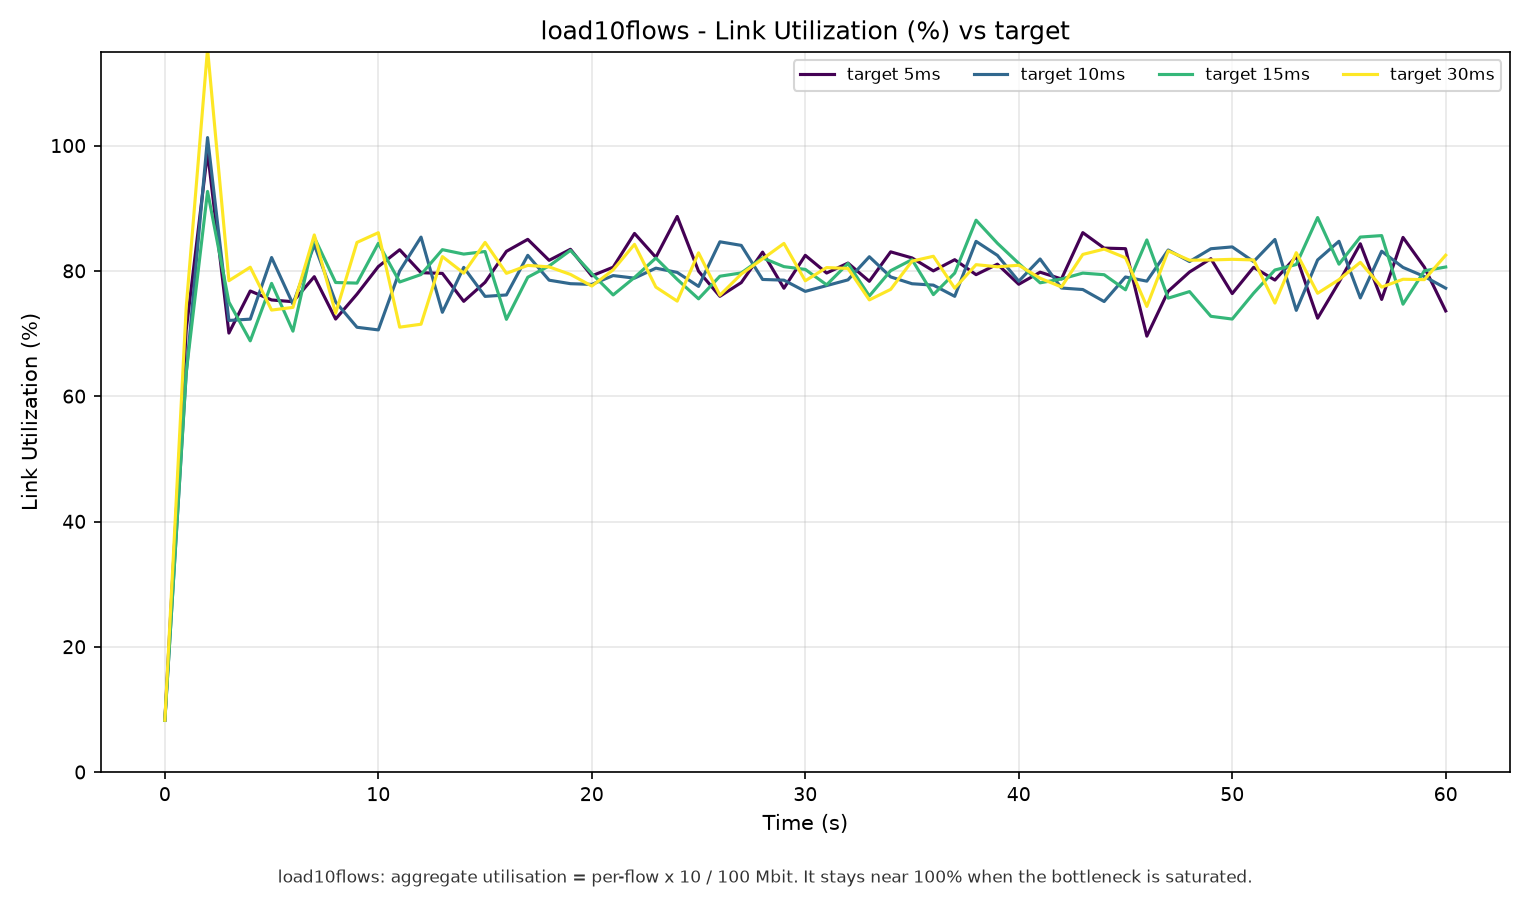 load10flows - Link Utilization (%) vs target
target 5ms target 10ms target 15ms target 30ms
Link Utilization (%)
100
80
60
40
20
0
0 10 20 30 40 50 60
Time (s)
load10flows: aggregate utilisation = per-flow x 10 / 100 Mbit. It stays near 100% when the bottleneck is saturated.